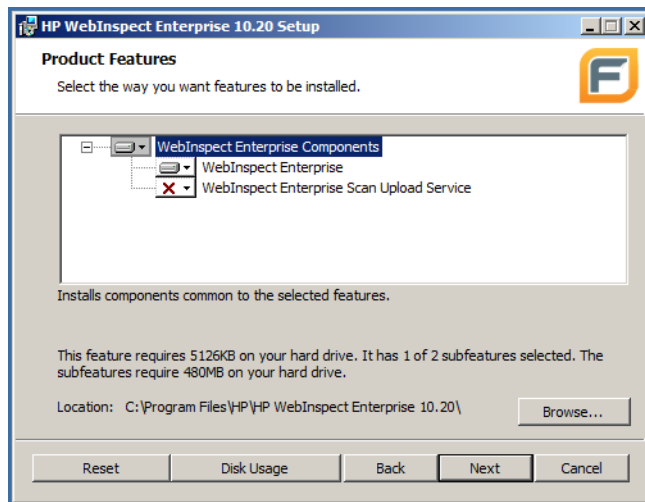 HP WebInspect Enterprise 10.20 Setup
Product Features
Select the way you want features to be installed.
F
WebInspect Enterprise Components
WebInspect Enterprise
WebInspect Enterprise Scan Upload Service
Installs components common to the selected features.
This feature requires 5126KB on your hard drive. It has 1 of 2 subfeatures selected. The
subfeatures require 480MB on your hard drive.
Location: C:\Program Files\HP\HP WebInspect Enterprise 10.20\ Browse...
Reset Disk Usage Back Next Cancel